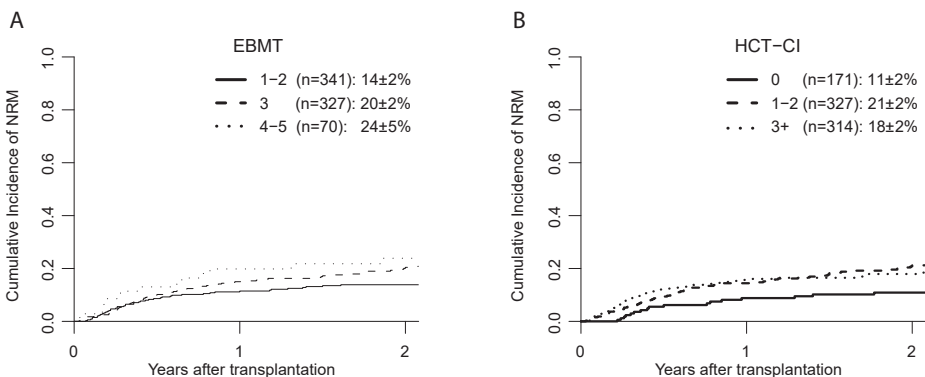 A
EBMT
Cumulative Incidence of NRM
1.0
0.8
0.6
0.4
0.2
0.0
1−2 (n=341): 14±2%
3 (n=327): 20±2%
4−5 (n=70): 24±5%
0
1
2
Years after transplantation
B
HCT−CI
Cumulative Incidence of NRM
1.0
0.8
0.6
0.4
0.2
0.0
0 (n=171): 11±2%
1−2 (n=327): 21±2%
3+ (n=314): 18±2%
0
1
2
Years after transplantation